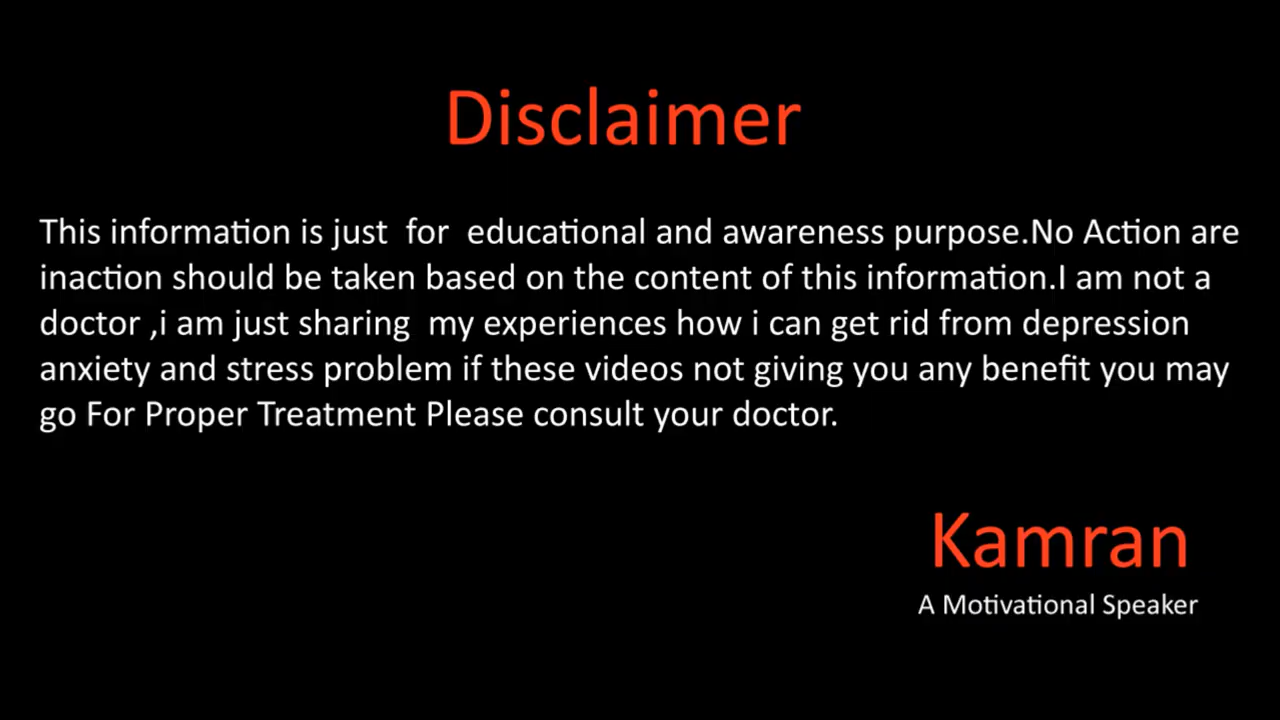 Disclaimer
This information is just  for  educational and awareness purpose.No Action are
inaction should be taken based on the content of this information.I am not a
doctor ,i am just sharing  my experiences how i can get rid from depression
anxiety and stress problem if these videos not giving you any benefit you may
go For Proper Treatment Please consult your doctor.
Kamran
A Motivational Speaker